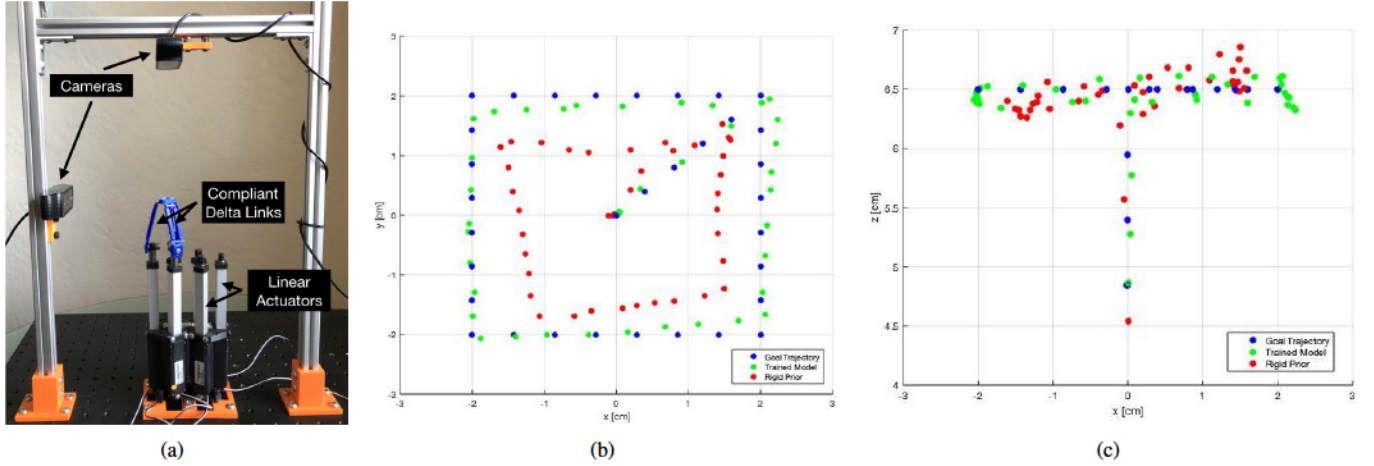 Cameras
Compliant
Delta Links
Linear
Actuators
(a)
3
2
1
0
-1
-2
-3
y [cm]
-3
-2
-1
0
1
2
3
x [cm]
Goal Trajectory
Trained Model
Rigid Prior
(b)
7
6.5
6
5.5
5
4.5
4
z [cm]
-3
-2
-1
0
1
2
3
x [cm]
Goal Trajectory
Trained Model
Rigid Prior
(c)